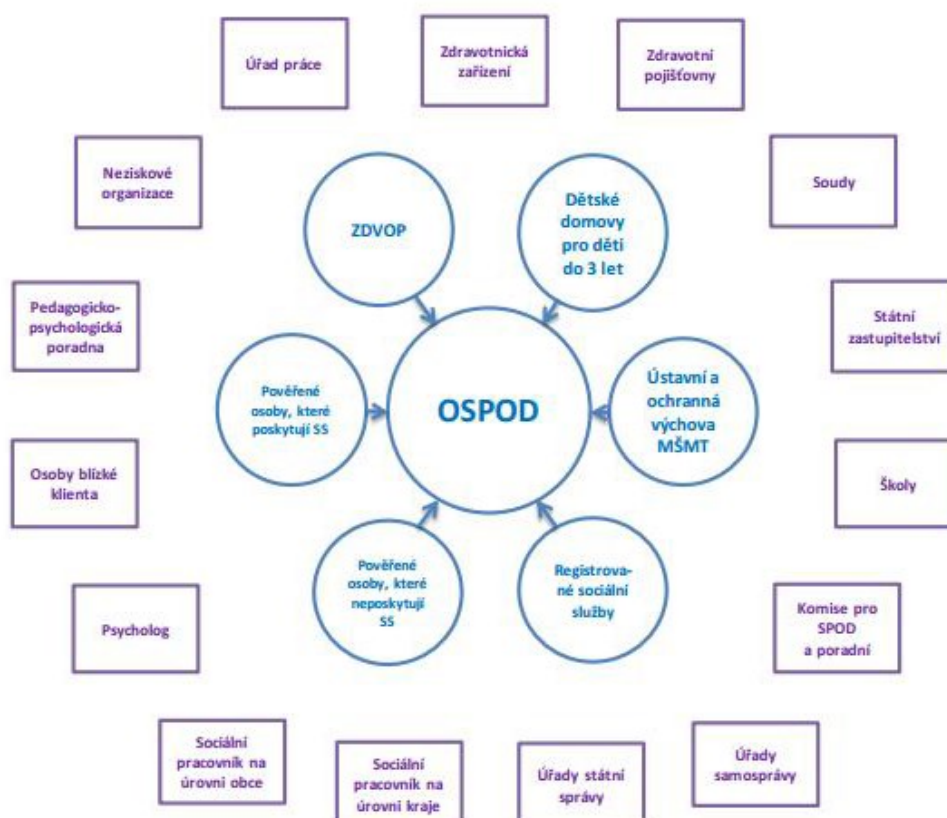 Úřad práce
Zdravotnická
zařízení
Zdravotní
pojišťovny
Neziskové
organizace
Soudy
ZDVOP
Dětské
domovy
pro děti
do 3 let
Pedagogicko-
psychologická
poradna
Státní
zastupitelství
Pověřené
osoby, které
poskytují SS
OSPOD
Ústavní a
ochranná
výchova
MŠMT
Osoby blízké
klienta
Školy
Pověřené
osoby, které
neposkytují
SS
Registrova-
né sociální
služby
Psycholog
Komise pro
SPOD
a poradní
Sociální
pracovník na
úrovni obce
Sociální
pracovník na
úrovni kraje
Úřady státní
správy
Úřady
samosprávy